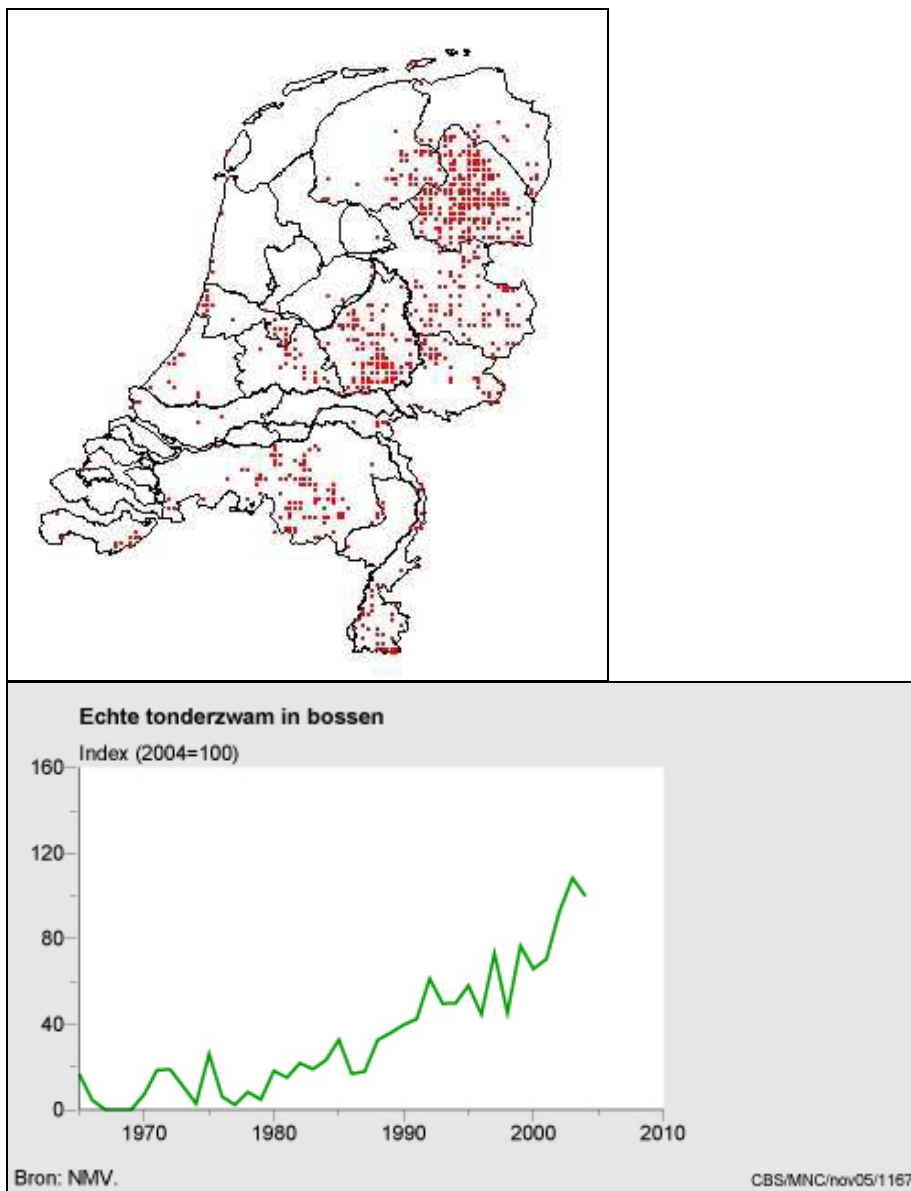 Echte tonderzwam in bossen
Index (2004=100)
160
120
80
40
0
1970 1980 1990 2000 2010
Bron: NMV. CBS/MNC/nov05/1167